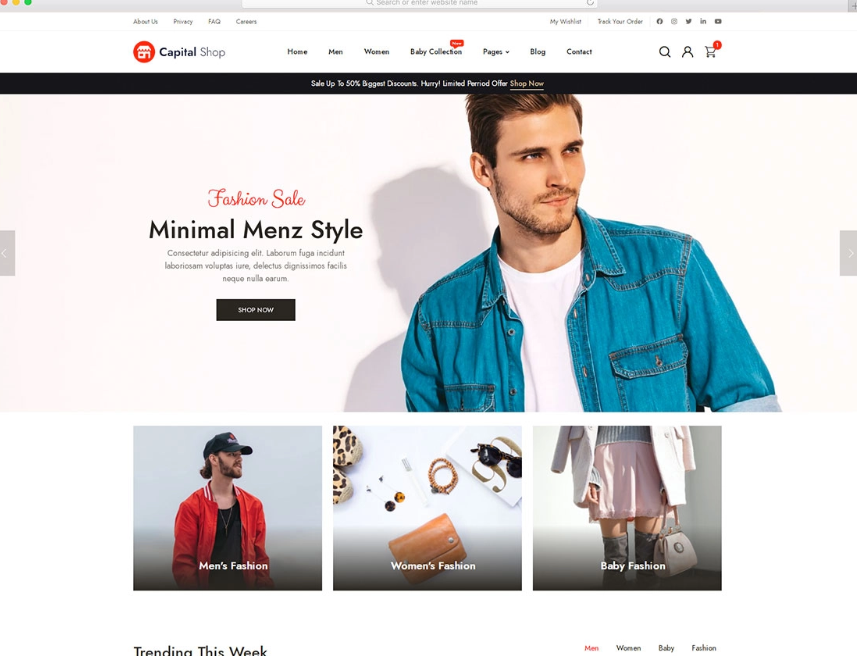 Search or enter website name
About Us Privacy FAQ Careers My Wishlist Track Your Order
Capital Shop Home Men Women Baby Collection New Pages Blog Contact 1
Sale Up To 50% Biggest Discounts. Hurry! Limited Perriod Offer Shop Now
Fashion Sale
Minimal Menz Style
Consectetur adipisicing elit. Laborum fuga incidunt
laboriosam voluptas iure, delectus dignissimos facilis
neque nulla earum.
SHOP NOW
Men's Fashion Women's Fashion Baby Fashion
Trending This Week Men Women Baby Fashion